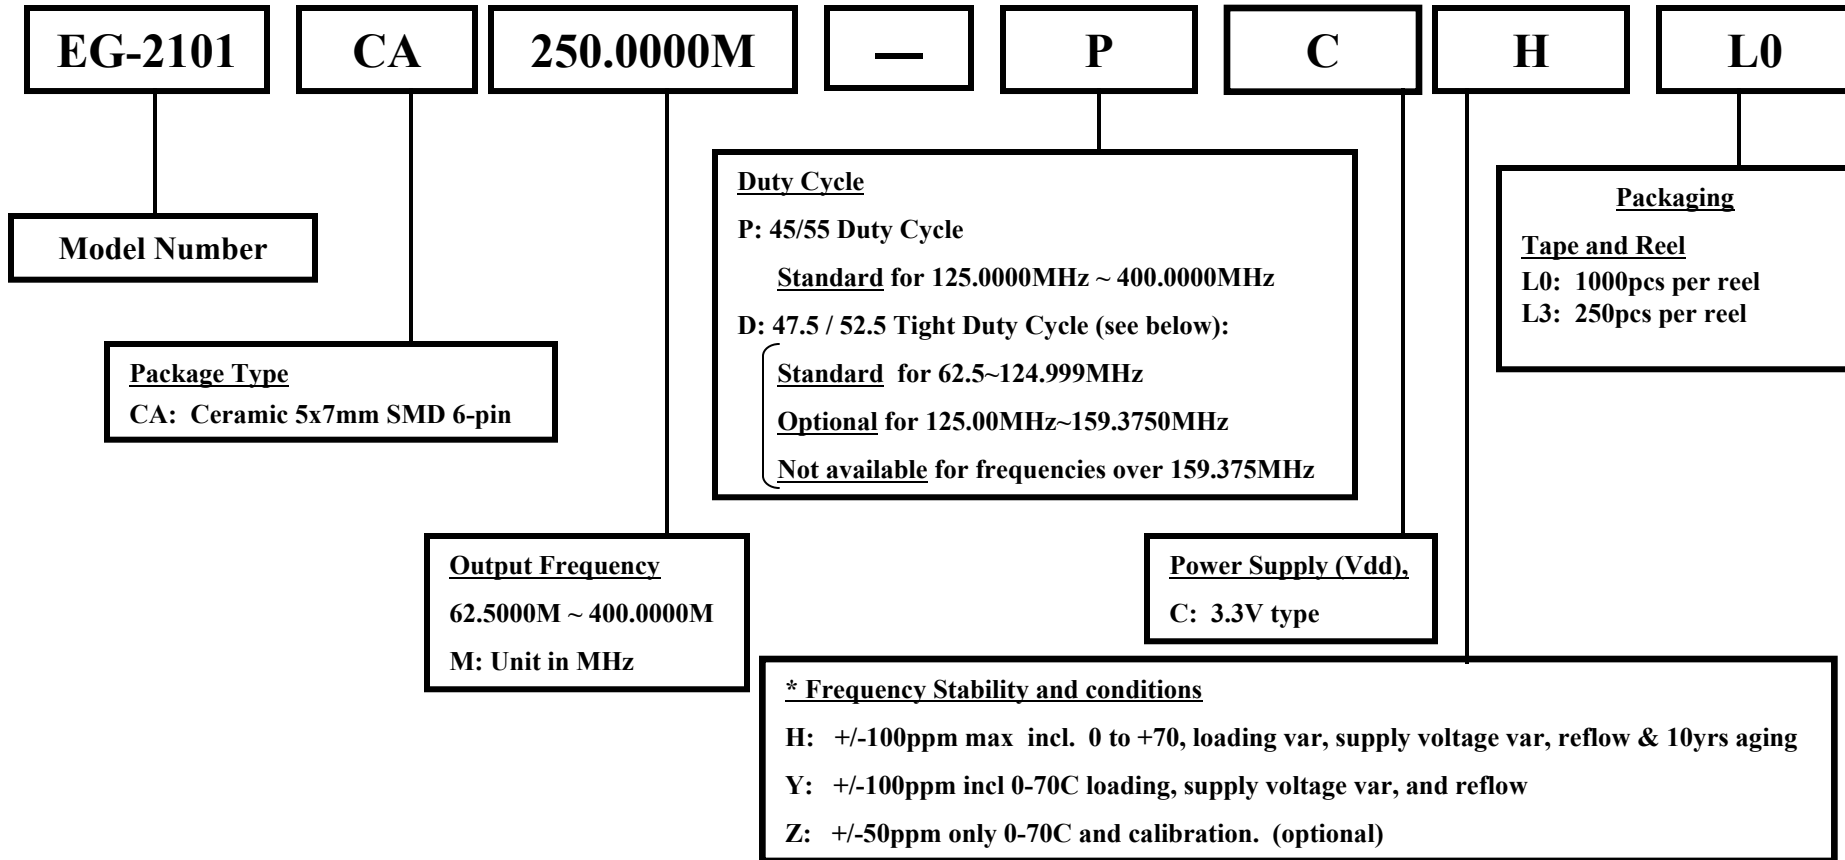 EG-2101 CA 250.0000M — P C H L0
Model Number
Package Type
CA: Ceramic 5x7mm SMD 6-pin
Output Frequency
62.5000M ~ 400.0000M
M: Unit in MHz
Duty Cycle
P: 45/55 Duty Cycle
Standard for 125.0000MHz ~ 400.0000MHz
D: 47.5 / 52.5 Tight Duty Cycle (see below):
Standard for 62.5~124.999MHz
Optional for 125.00MHz~159.3750MHz
Not available for frequencies over 159.375MHz
Power Supply (Vdd),
C: 3.3V type
* Frequency Stability and conditions
H: +/-100ppm max incl. 0 to +70, loading var, supply voltage var, reflow & 10yrs aging
Y: +/-100ppm incl 0-70C loading, supply voltage var, and reflow
Z: +/-50ppm only 0-70C and calibration. (optional)
Packaging
Tape and Reel
L0: 1000pcs per reel
L3: 250pcs per reel